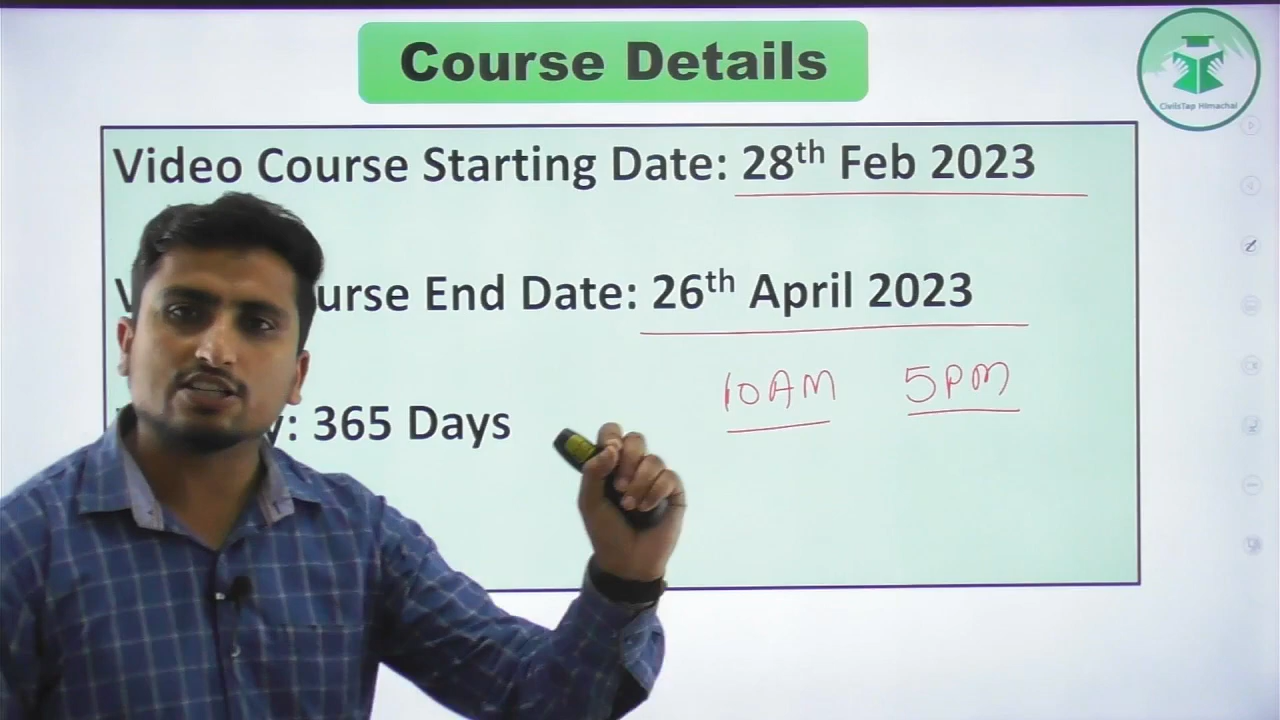 Course Details
CivilsTap Himachal
Video Course Starting Date: 28th Feb 2023
urse End Date: 26th April 2023
10AM 5PM
y: 365 Days